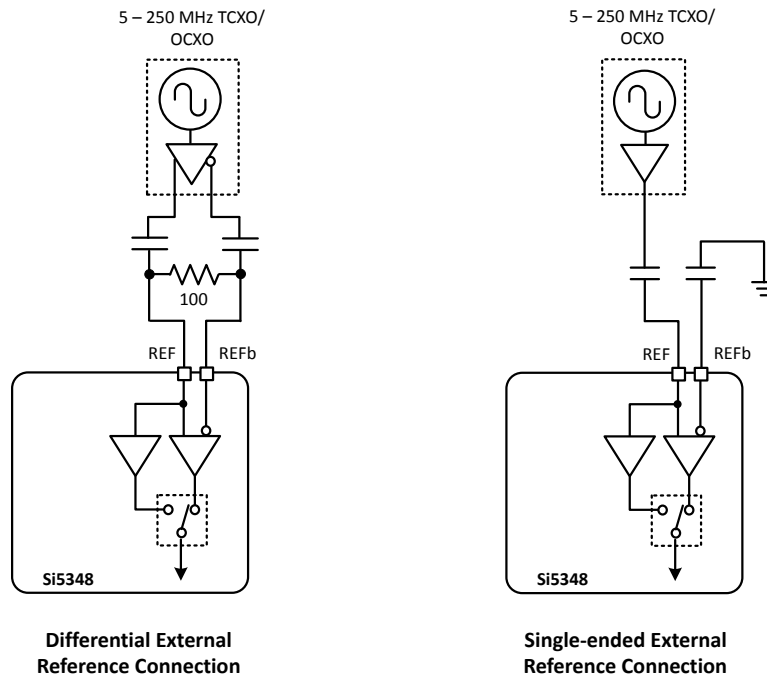 5 – 250 MHz TCXO/
OCXO
100
REF
REFb
Si5348
Differential External
Reference Connection
5 – 250 MHz TCXO/
OCXO
REF
REFb
Si5348
Single-ended External
Reference Connection